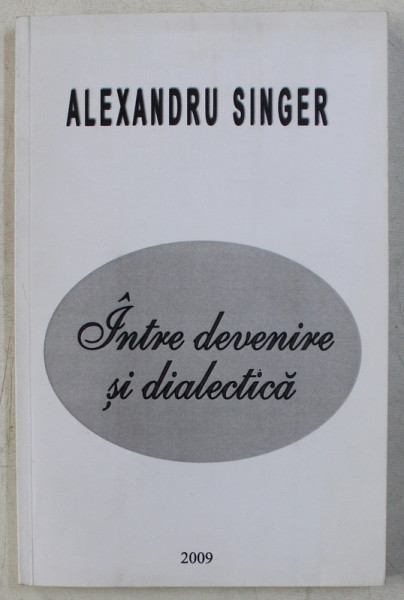 ALEXANDRU SINGER
Între devenire
și dialectică
2009